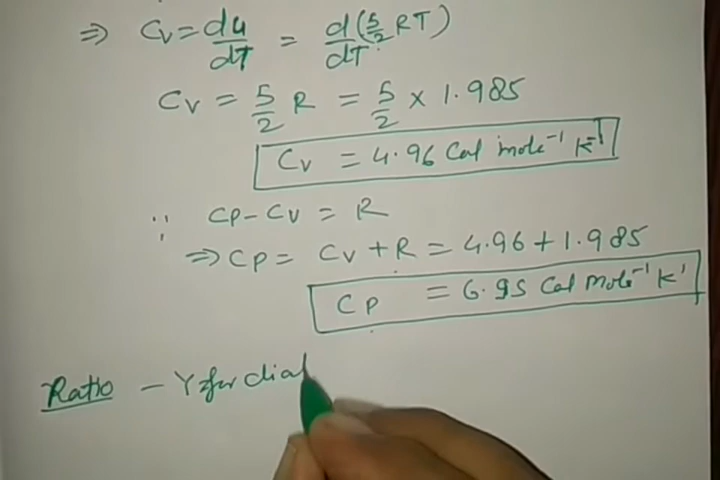 ⇒ Cv = du/dT = d/dT (5/2 RT)
Cv = 5/2 R = 5/2 × 1.985
Cv = 4.96 Cal mole⁻¹ K⁻¹
∵ CP - CV = R
⇒ CP = CV + R = 4.96 + 1.985
CP = 6.95 Cal Mole⁻¹ K⁻¹
Ratio - γ for diat